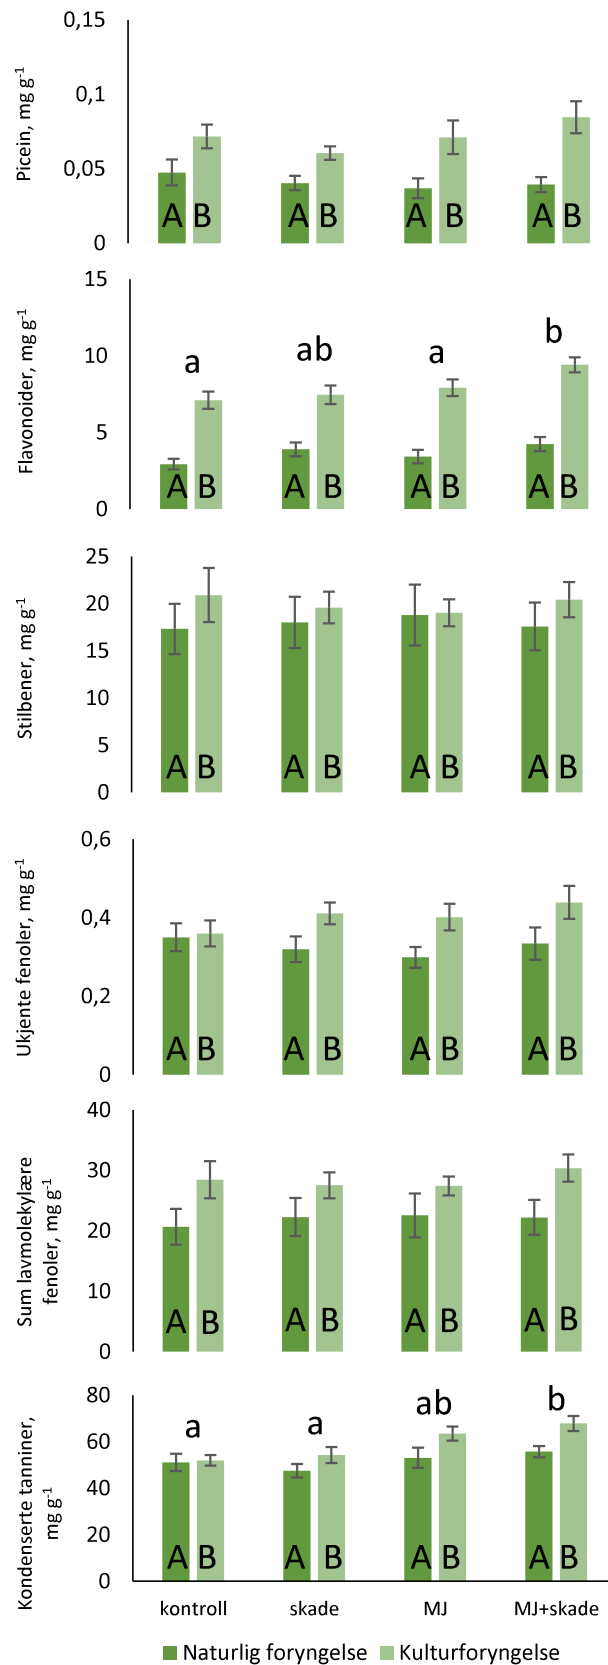 Picein, mg g-1
0,15
0,1
0,05
0
A B A B A B A B
Flavonoider, mg g-1
15
10
5
0
a ab a b
A B A B A B A B
Stilbener, mg g-1
25
20
15
10
5
0
A B A B A B A B
Ukjente fenoler, mg g-1
0,6
0,4
0,2
0
A B A B A B A B
Sum lavmolekylære
fenoler, mg g-1
40
30
20
10
0
A B A B A B A B
Kondenserte tanniner,
mg g-1
80
60
40
20
0
a a ab b
A B A B A B A B
kontroll skade MJ MJ+skade
Naturlig foryngelse Kulturforyngelse